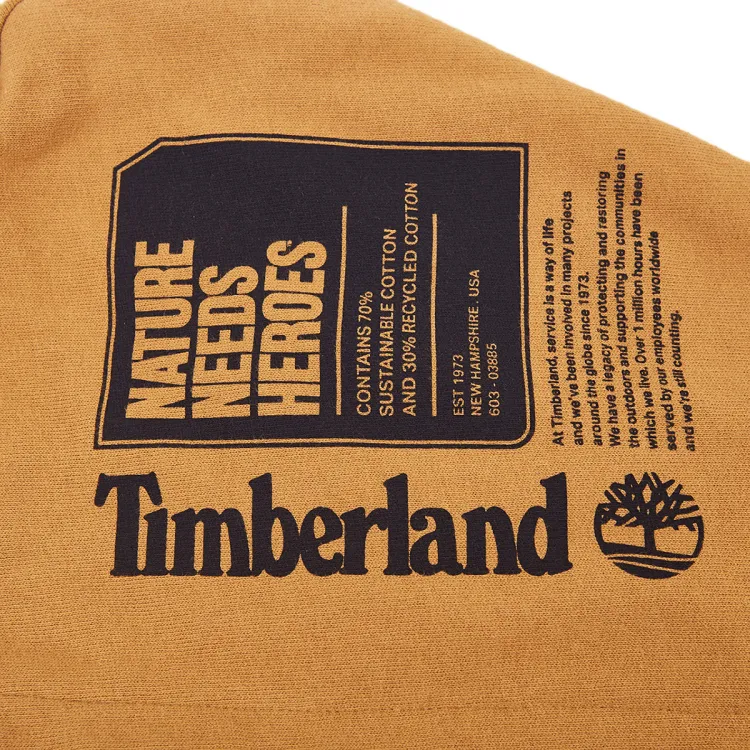 NATURE
NEEDS
HEROES
CONTAINS 70%
SUSTAINABLE COTTON
AND 30% RECYCLED COTTON
EST 1973
NEW HAMPSHIRE . USA
603 - 03885
At Timberland, service is a way of life
and we've been involved in many projects
around the globe since 1973.
We have a legacy of protecting and restoring
the outdoors and supporting the communities in
which we live. Over 1 million hours have been
served by our employees worldwide
and we're still counting.
Timberland